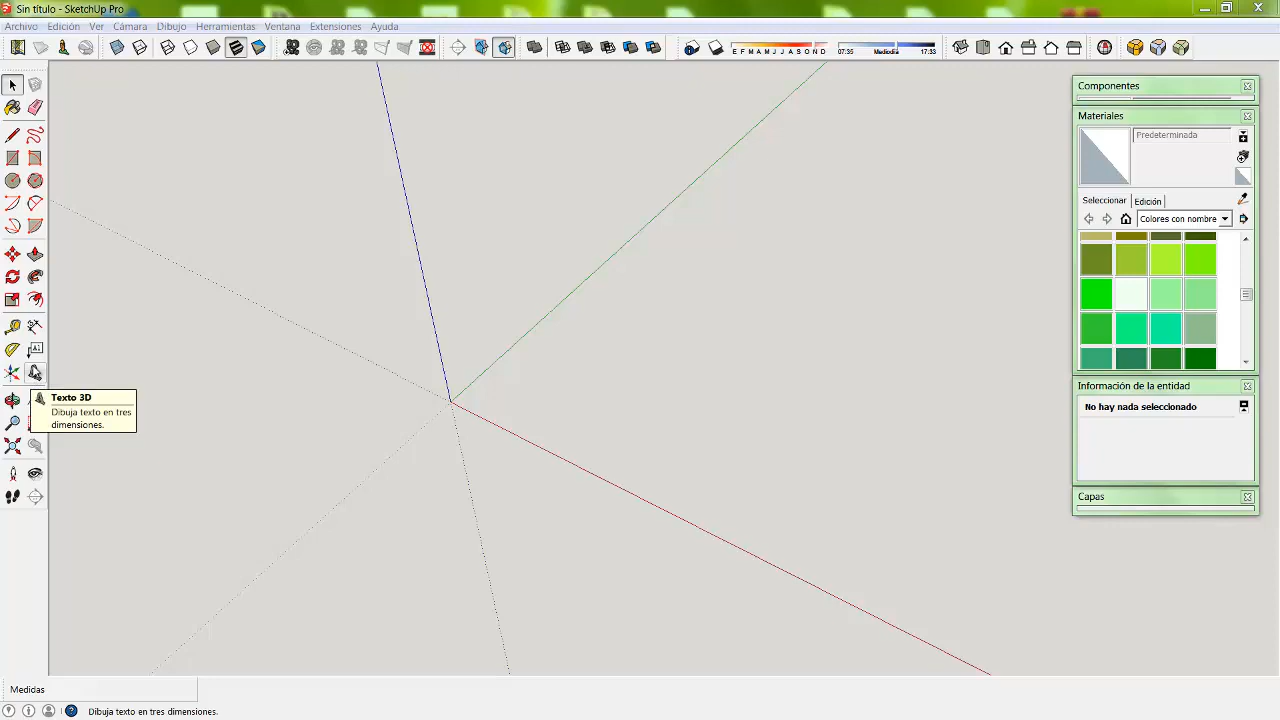 Sin título - SketchUp Pro
Archivo Edición Ver Cámara Dibujo Herramientas Ventana Extensiones Ayuda
E F M A M J J A S O N D 07:35 Mediodía 17:33
Componentes
Materiales
Predeterminada
Seleccionar Edición
Colores con nombre
Texto 3D
Dibuja texto en tres
dimensiones.
Información de la entidad
No hay nada seleccionado
Capas
Medidas
Dibuja texto en tres dimensiones.